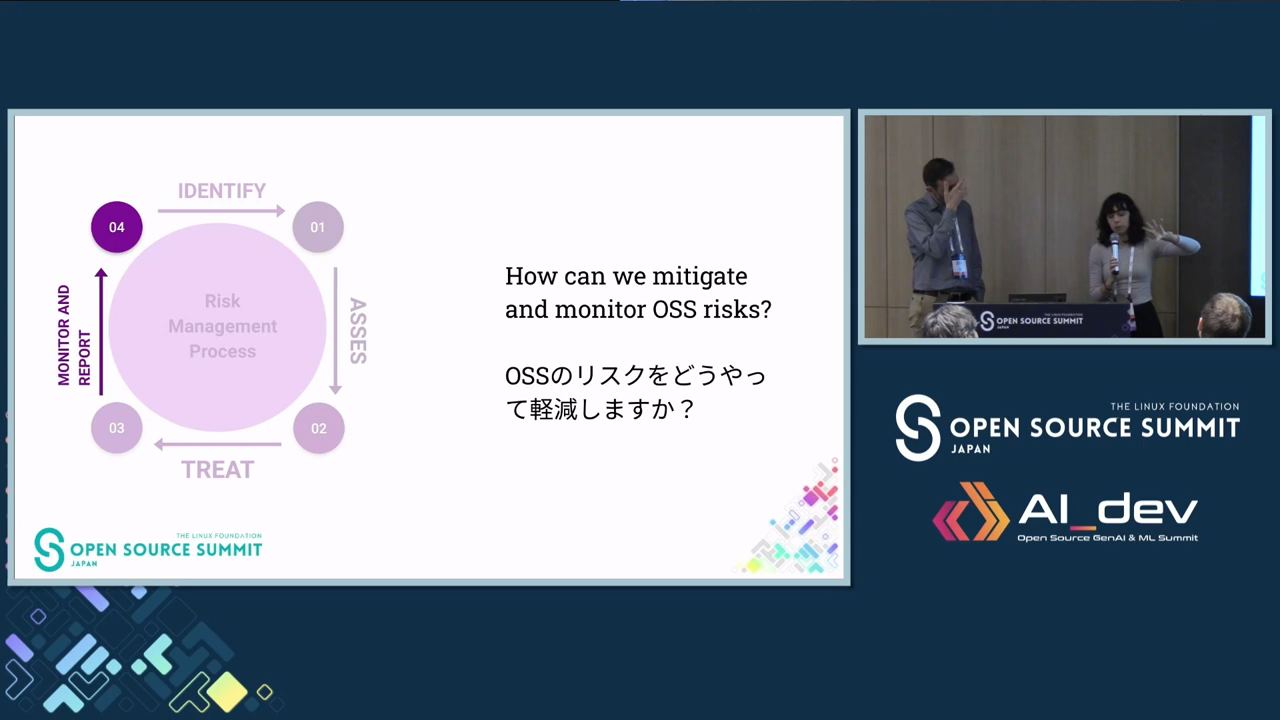 IDENTIFY
04
01
Risk
Management
Process
MONITOR AND
REPORT
ASSES
03
02
TREAT
How can we mitigate
and monitor OSS risks?
OSSのリスクをどうやっ
て軽減しますか？
THE LINUX FOUNDATION
OPEN SOURCE SUMMIT
JAPAN
OPEN SOURCE SUMMIT
JAPAN
THE LINUX FOUNDATION
OPEN SOURCE SUMMIT
JAPAN
AI_dev
Open Source GenAI & ML Summit